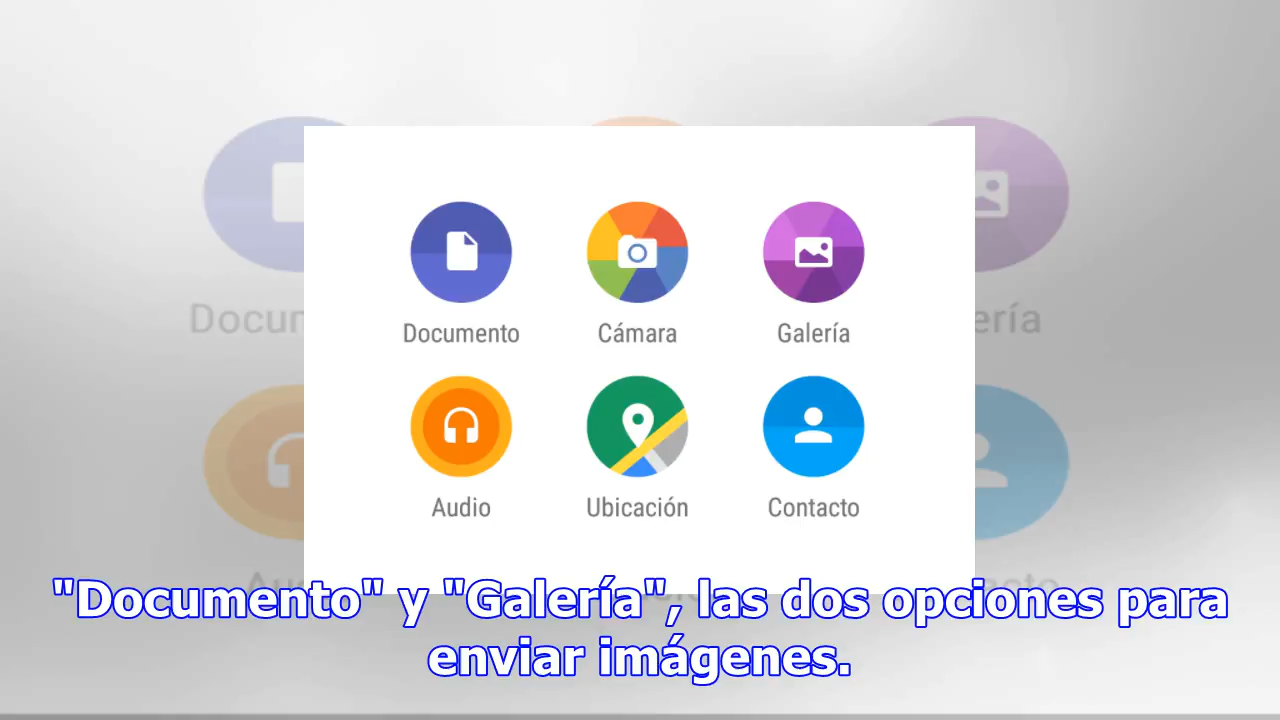 Documento Cámara Galería
Audio Ubicación Contacto
"Documento" y "Galería", las dos opciones para
enviar imágenes.